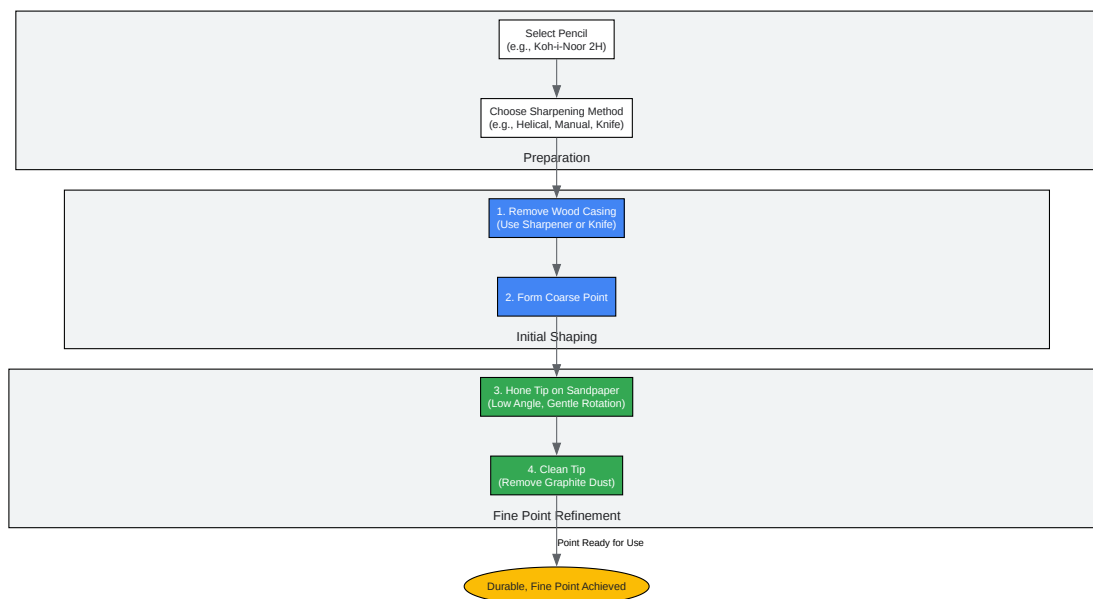 Select Pencil
(e.g., Koh-i-Noor 2H)
Choose Sharpening Method
(e.g., Helical, Manual, Knife)
Preparation
1. Remove Wood Casing
(Use Sharpener or Knife)
2. Form Coarse Point
Initial Shaping
3. Hone Tip on Sandpaper
(Low Angle, Gentle Rotation)
4. Clean Tip
(Remove Graphite Dust)
Fine Point Refinement
Point Ready for Use
Durable, Fine Point Achieved